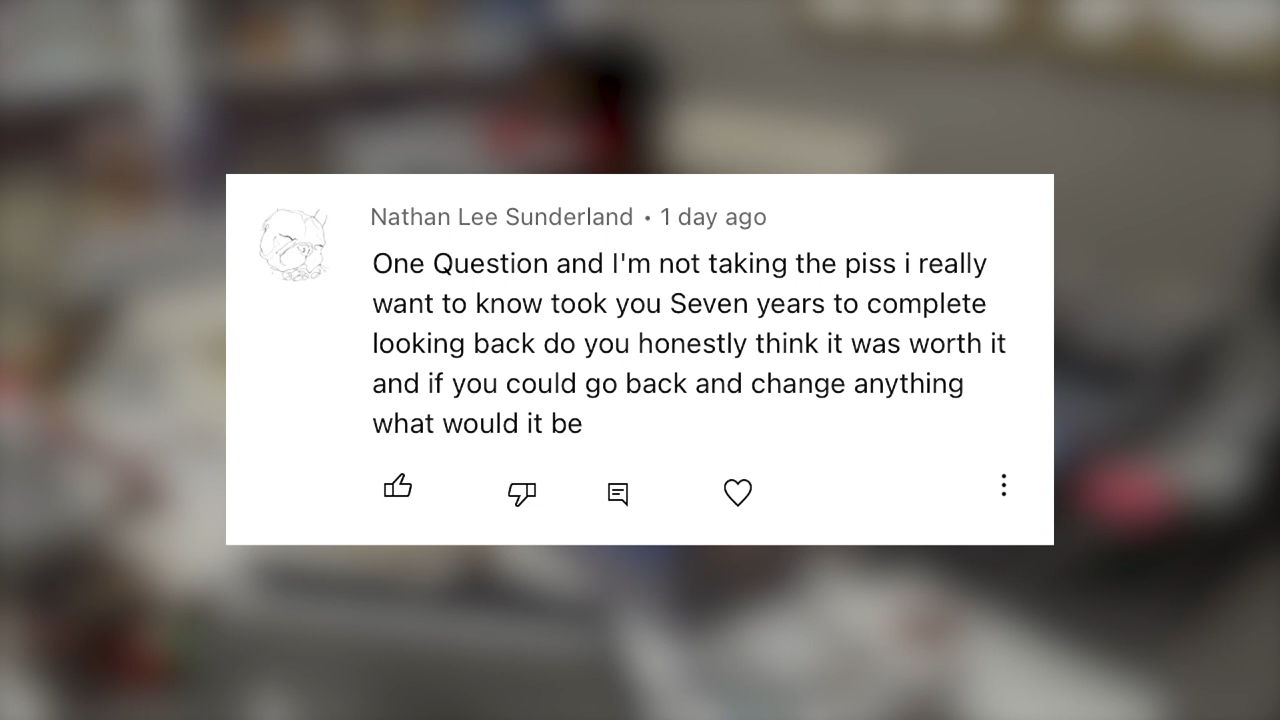 Nathan Lee Sunderland • 1 day ago
One Question and I'm not taking the piss i really
want to know took you Seven years to complete
looking back do you honestly think it was worth it
and if you could go back and change anything
what would it be